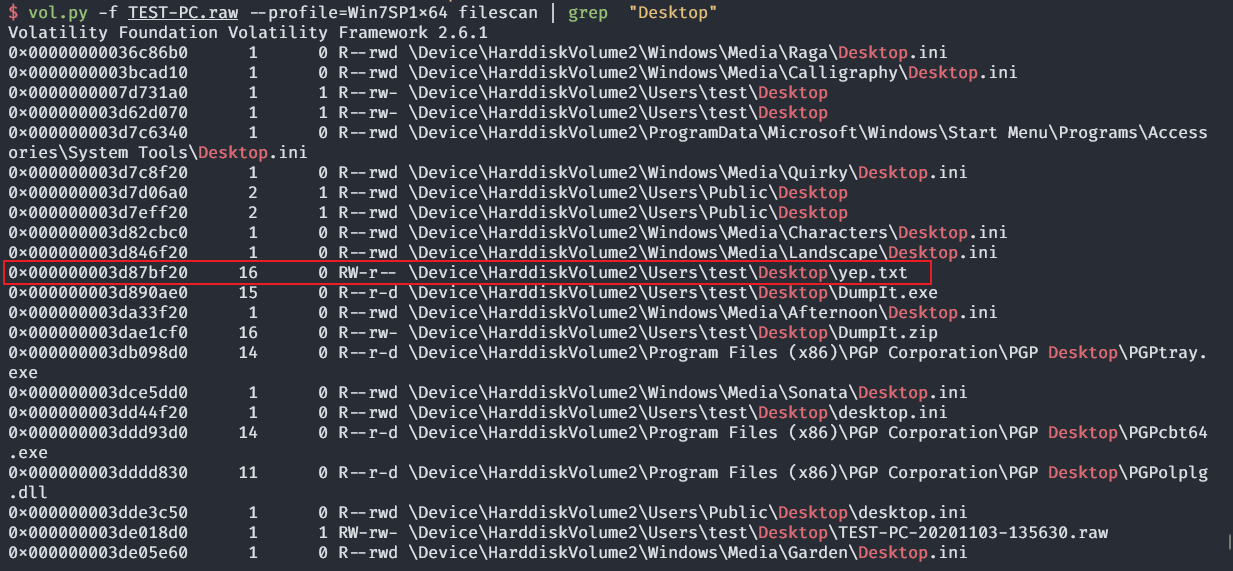 $ vol.py -f TEST-PC.raw --profile=Win7SP1×64 filescan | grep  "Desktop"
Volatility Foundation Volatility Framework 2.6.1
0×00000000036c86b0      1      0 R--rwd \Device\HarddiskVolume2\Windows\Media\Raga\Desktop.ini
0×0000000003bcad10      1      0 R--rwd \Device\HarddiskVolume2\Windows\Media\Calligraphy\Desktop.ini
0×0000000007d731a0      1      1 R--rw- \Device\HarddiskVolume2\Users\test\Desktop
0×000000003d62d070      1      1 R--rw- \Device\HarddiskVolume2\Users\test\Desktop
0×000000003d7c6340      1      0 R--rwd \Device\HarddiskVolume2\ProgramData\Microsoft\Windows\Start Menu\Programs\Access
ories\System Tools\Desktop.ini
0×000000003d7c8f20      1      0 R--rwd \Device\HarddiskVolume2\Windows\Media\Quirky\Desktop.ini
0×000000003d7d06a0      2      1 R--rwd \Device\HarddiskVolume2\Users\Public\Desktop
0×000000003d7eff20      2      1 R--rwd \Device\HarddiskVolume2\Users\Public\Desktop
0×000000003d82cbc0      1      0 R--rwd \Device\HarddiskVolume2\Windows\Media\Characters\Desktop.ini
0×000000003d846f20      1      0 R--rwd \Device\HarddiskVolume2\Windows\Media\Landscape\Desktop.ini
0×000000003d87bf20     16      0 RW-r-- \Device\HarddiskVolume2\Users\test\Desktop\yep.txt
0×000000003d890ae0     15      0 R--r-d \Device\HarddiskVolume2\Users\test\Desktop\DumpIt.exe
0×000000003da33f20      1      0 R--rwd \Device\HarddiskVolume2\Windows\Media\Afternoon\Desktop.ini
0×000000003dae1cf0     16      0 R--rw- \Device\HarddiskVolume2\Users\test\Desktop\DumpIt.zip
0×000000003db098d0     14      0 R--r-d \Device\HarddiskVolume2\Program Files (x86)\PGP Corporation\PGP Desktop\PGPtray.
exe
0×000000003dce5dd0      1      0 R--rwd \Device\HarddiskVolume2\Windows\Media\Sonata\Desktop.ini
0×000000003dd44f20      1      0 R--rwd \Device\HarddiskVolume2\Users\test\Desktop\desktop.ini
0×000000003ddd93d0     14      0 R--r-d \Device\HarddiskVolume2\Program Files (x86)\PGP Corporation\PGP Desktop\PGPcbt64
.exe
0×000000003dddd830     11      0 R--r-d \Device\HarddiskVolume2\Program Files (x86)\PGP Corporation\PGP Desktop\PGPolplg
.dll
0×000000003dde3c50      1      0 R--rwd \Device\HarddiskVolume2\Users\Public\Desktop\desktop.ini
0×000000003de018d0      1      1 RW-rw- \Device\HarddiskVolume2\Users\test\Desktop\TEST-PC-20201103-135630.raw
0×000000003de05e60      1      0 R--rwd \Device\HarddiskVolume2\Windows\Media\Garden\Desktop.ini